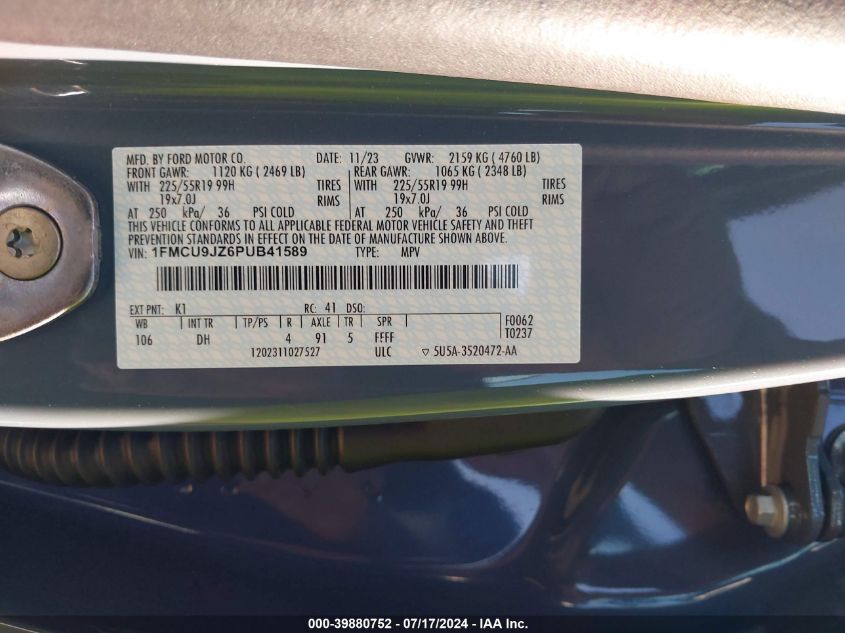 MFD. BY FORD MOTOR CO. DATE: 11/23 GVWR: 2159 KG ( 4760 LB)
FRONT GAWR: 1120 KG ( 2469 LB) REAR GAWR: 1065 KG ( 2348 LB)
WITH 225/55R19 99H TIRES WITH 225/55R19 99H TIRES
19x7.0J RIMS 19x7.0J RIMS
AT 250 kPa/ 36 PSI COLD AT 250 kPa/ 36 PSI COLD
THIS VEHICLE CONFORMS TO ALL APPLICABLE FEDERAL MOTOR VEHICLE SAFETY AND THEFT
PREVENTION STANDARDS IN EFFECT ON THE DATE OF MANUFACTURE SHOWN ABOVE.
VIN: 1FMCU9JZ6PUB41589 TYPE: MPV
EXT PNT: K1 RC: 41 DSO:
WB INT TR TP/PS R AXLE TR SPR F0062
106 DH 4 91 5 FFFF T0237
1202311027527 ULC ▽ 5U5A-3520472-AA
000-39880752 - 07/17/2024 - IAA Inc.